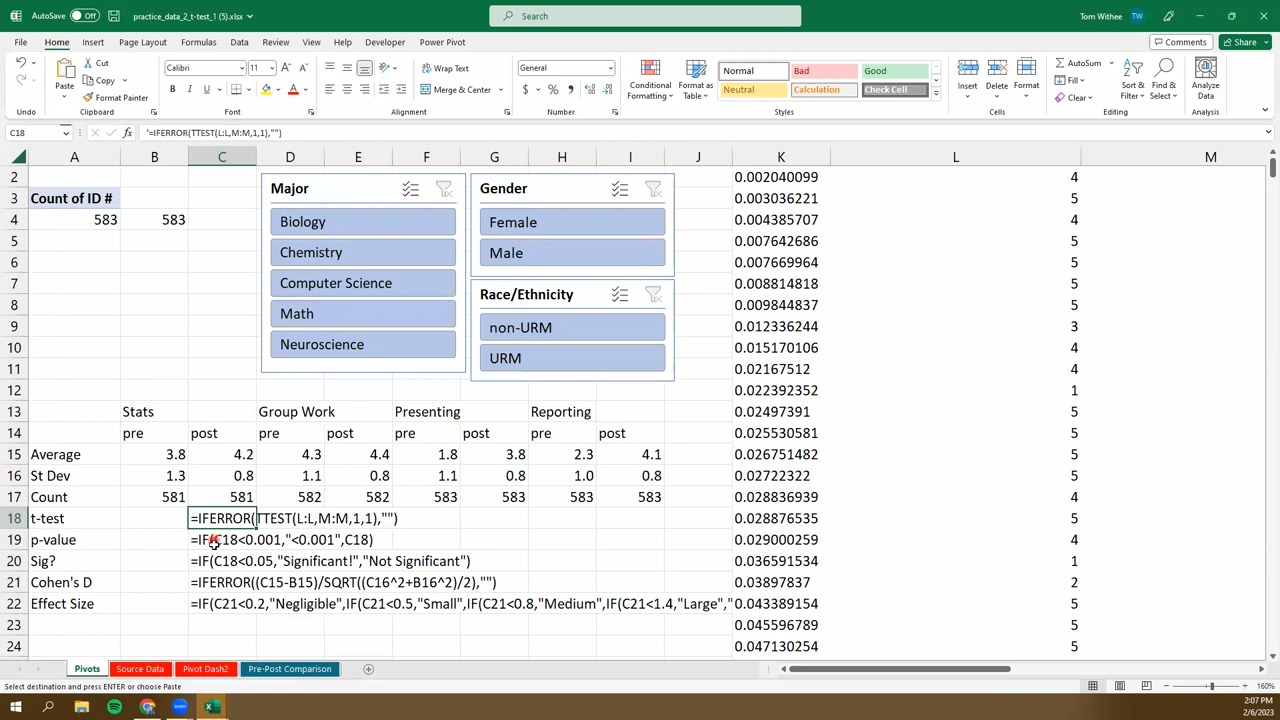 AutoSave Off practice_data_2_t-test_1 (5).xlsx Search Tom Withee TW
File Home Insert Page Layout Formulas Data Review View Help Developer Power Pivot Comments Share
Cut Calibri 11 Wrap Text General Normal Bad Good AutoSum
Copy Conditional Format as Insert Delete Format Fill Sort & Find & Analyze
Paste Format Painter B I U Merge & Center $ % Formatting Table Neutral Calculation Check Cell Clear Filter Select Data
Undo Clipboard Font Alignment Number Styles Cells Editing Analysis
C18 fx '=IFERROR(TTEST(L:L,M:M,1,1),"")
A B C D E F G H I J K L M
2 0.002040099 4
3 Count of ID # Major Gender 0.003036221 5
4 583 583 Biology Female 0.004385707 4
5 0.007642686 5
6 Chemistry Male 0.007669964 5
7 Computer Science 0.008814818 5
8 Race/Ethnicity 0.009844837 5
9 Math non-URM 0.012336244 3
10 Neuroscience URM 0.015170106 4
11 0.02167512 4
12 0.022392352 1
13 Stats Group Work Presenting Reporting 0.02497391 5
14 pre post pre post pre post pre post 0.025530581 5
15 Average 3.8 4.2 4.3 4.4 1.8 3.8 2.3 4.1 0.026751482 5
16 St Dev 1.3 0.8 1.1 0.8 1.1 0.8 1.0 0.8 0.02722322 5
17 Count 581 581 582 582 583 583 583 583 0.028836939 4
18 t-test =IFERROR(TTEST(L:L,M:M,1,1),"") 0.028876535 5
19 p-value =IF(C18<0.001,"<0.001",C18) 0.029000259 4
20 Sig? =IF(C18<0.05,"Significant!","Not Significant") 0.036591534 1
21 Cohen's D =IFERROR((C15-B15)/SQRT((C16^2+B16^2)/2),"") 0.03897837 2
22 Effect Size =IF(C21<0.2,"Negligible",IF(C21<0.5,"Small",IF(C21<0.8,"Medium",IF(C21<1.4,"Large"," 0.043389154 5
23 0.045596789 5
24 0.047130254 5
Pivots Source Data Pivot Dash2 Pre-Post Comparison
Select destination and press ENTER or choose Paste 160%
2:07 PM
2/6/2023